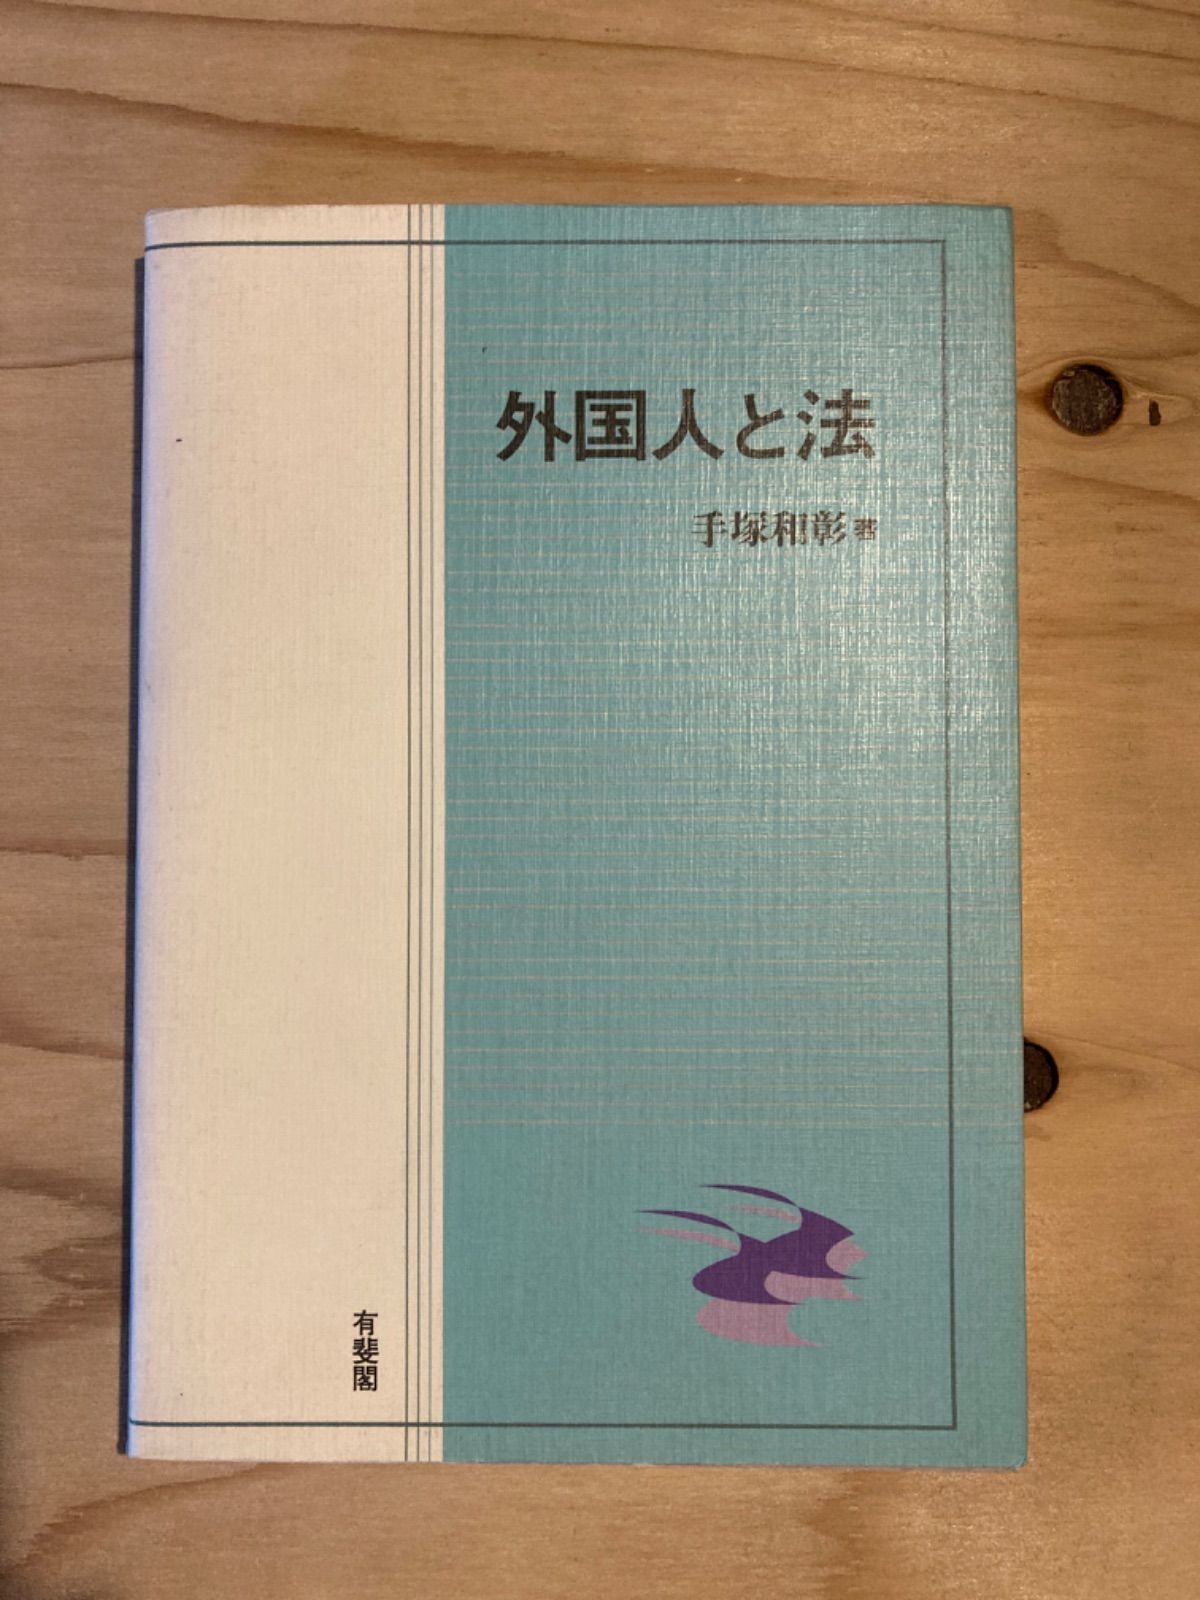 外国人と法
手塚和彰 著
有斐閣